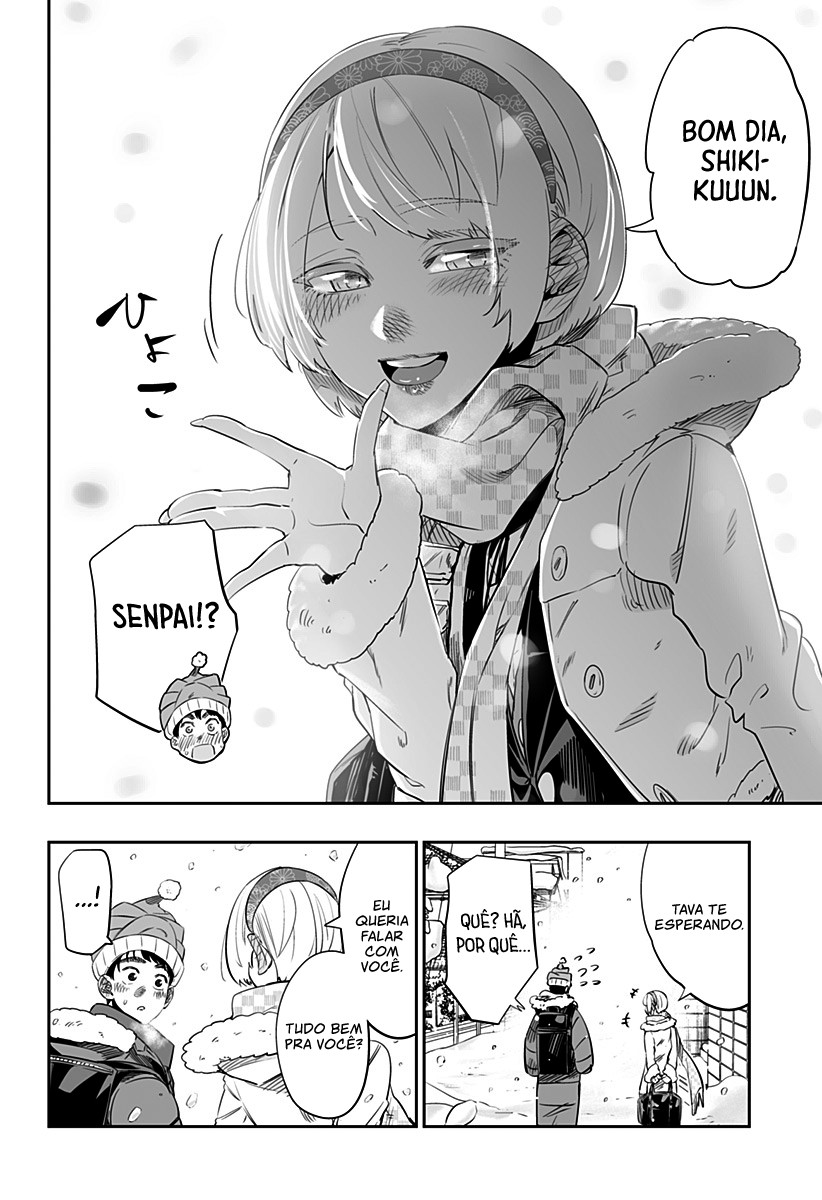 BOM DIA,
SHIKI-
KUUUN.
ひょこ
SENPAI!?
TAVA TE
ESPERANDO.
QUÊ? HÃ,
POR QUÊ...
EU
QUERIA
FALAR
COM
VOCÊ.
TUDO BEM
PRA VOCÊ?
....!